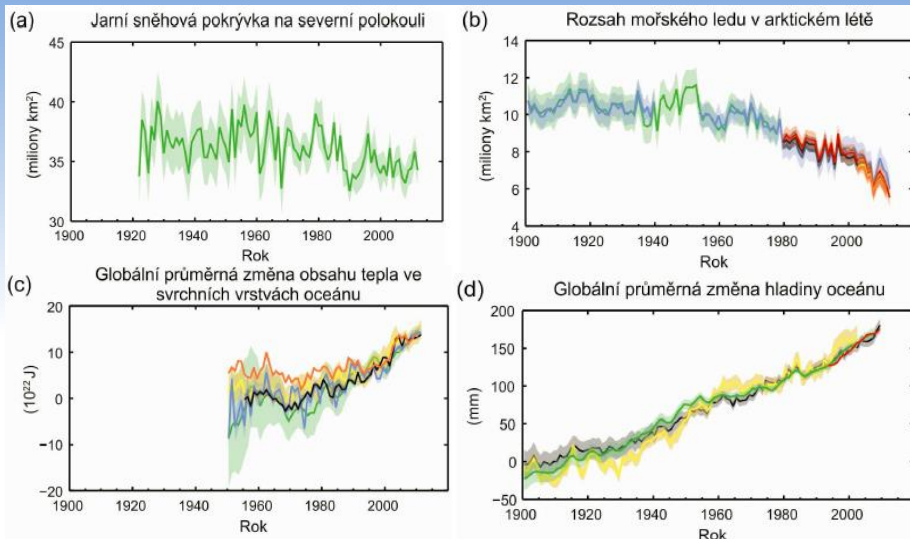 (a) Jarní sněhová pokrývka na severní polokouli
45
40
35
30
(miliony km²)
1900 1920 1940 1960 1980 2000
Rok
(b) Rozsah mořského ledu v arktickém létě
14
12
10
8
6
4
(miliony km²)
1900 1920 1940 1960 1980 2000
Rok
(c) Globální průměrná změna obsahu tepla ve
svrchních vrstvách oceánu
20
10
0
−10
−20
(10²² J)
1900 1920 1940 1960 1980 2000
Rok
(d) Globální průměrná změna hladiny oceánu
200
150
100
50
0
−50
(mm)
1900 1920 1940 1960 1980 2000
Rok